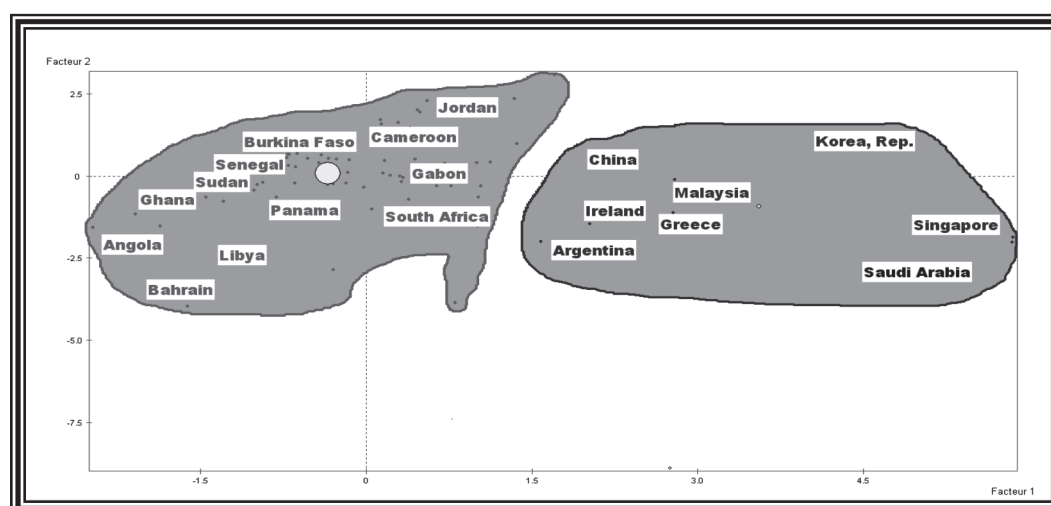 Facteur 2
2.5
Jordan
Cameroon
Korea, Rep.
Burkina Faso
China
Senegal
0
Gabon
Sudan
Malaysia
Ghana
Panama
South Africa
Ireland
Greece
Singapore
Angola
Libya
Argentina
-2.5
Saudi Arabia
Bahrain
-5.0
-7.5
-1.5
0
1.5
3.0
4.5
Facteur 1